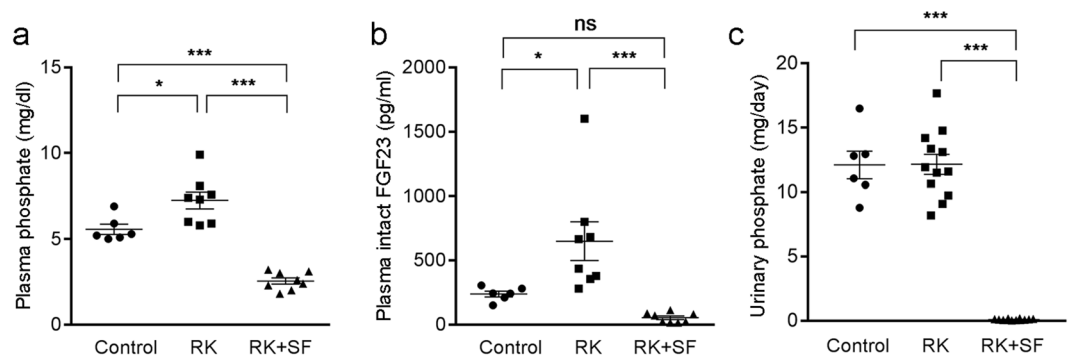 a
Plasma phosphate (mg/dl)
15
10
5
0
***
*
***
Control RK RK+SF
b
Plasma intact FGF23 (pg/ml)
2000
1500
1000
500
0
ns
*
***
Control RK RK+SF
c
Urinary phosphate (mg/day)
20
15
10
5
0
***
***
Control RK RK+SF